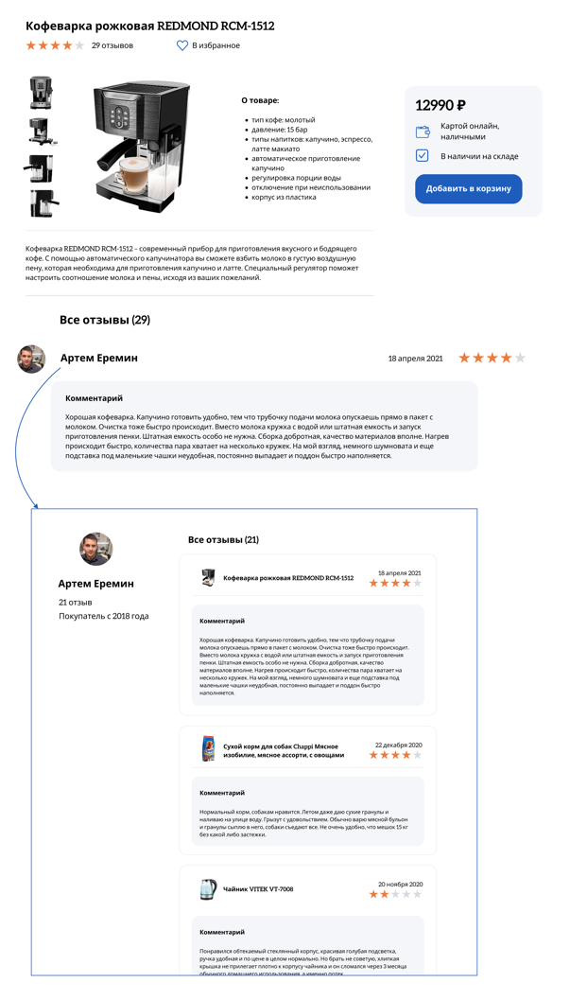 Кофеварка рожковая REDMOND RCM-1512
29 отзывов
В избранное
О товаре:
тип кофе: молотый
давление: 15 бар
типы напитков: капучино, эспрессо,
латте макиато
автоматическое приготовление
капучино
регулировка порции воды
отключение при неиспользовании
корпус из пластика
12990 ₽
Картой онлайн,
наличными
В наличии на складе
Добавить в корзину
Кофеварка REDMOND RCM-1512 – современный прибор для приготовления вкусного и бодрящего
кофе. С помощью автоматического капучинатора вы сможете взбить молоко в густую воздушную
пену, которая необходима для приготовления капучино и латте. Специальный регулятор поможет
настроить соотношение молока и пены, исходя из ваших пожеланий.
Все отзывы (29)
Артем Еремин
18 апреля 2021
Комментарий
Хорошая кофеварка. Капучино готовить удобно, тем что трубочку подачи молока опускаешь прямо в пакет с
молоком. Очистка тоже быстро происходит. Вместо молока кружка с водой или штатная емкость и запуск
приготовления пенки. Штатная емкость особо не нужна. Сборка добротная, качество материалов вполне. Нагрев
происходит быстро, количества пара хватает на несколько кружек. На мой взгляд, немного шумновата и еще
подставка под маленькие чашки неудобная, постоянно выпадает и поддон быстро наполняется.
Артем Еремин
21 отзыв
Покупатель с 2018 года
Все отзывы (21)
Кофеварка рожковая REDMOND RCM-1512
18 апреля 2021
Комментарий
Хорошая кофеварка. Капучино готовить удобно, тем что трубочку подачи
молока опускаешь прямо в пакет с молоком. Очистка тоже быстро происходит.
Вместо молока кружка с водой или штатная емкость и запуск приготовления
пенки. Штатная емкость особо не нужна. Сборка добротная, качество
материалов вполне. Нагрев происходит быстро, количества пара хватает на
несколько кружек. На мой взгляд, немного шумновата и еще подставка под
маленькие чашки неудобная, постоянно выпадает и поддон быстро
наполняется.
Сухой корм для собак Chappi Мясное
изобилие, мясное ассорти, с овощами
22 декабря 2020
Комментарий
Нормальный корм, собакам нравится. Летом даже даю сухие гранулы и
наливаю на улице воду. Грызут с удовольствием. Обычно варю мясной бульон
и гранулы сыплю в него, собаки съедают все. Не очень удобно, что мешок 15 кг
без какой либо застежки.
Чайник VITEK VT-7008
20 ноября 2020
Комментарий
Понравился обтекаемый стеклянный корпус, красивая голубая подсветка,
ручка удобная и по цене в целом нормально. Но брать не советую, хлипкая
крышка не прилегает плотно к корпусу чайника и он сломался через 3 месяца
обычного домашнего использования, а именно потек